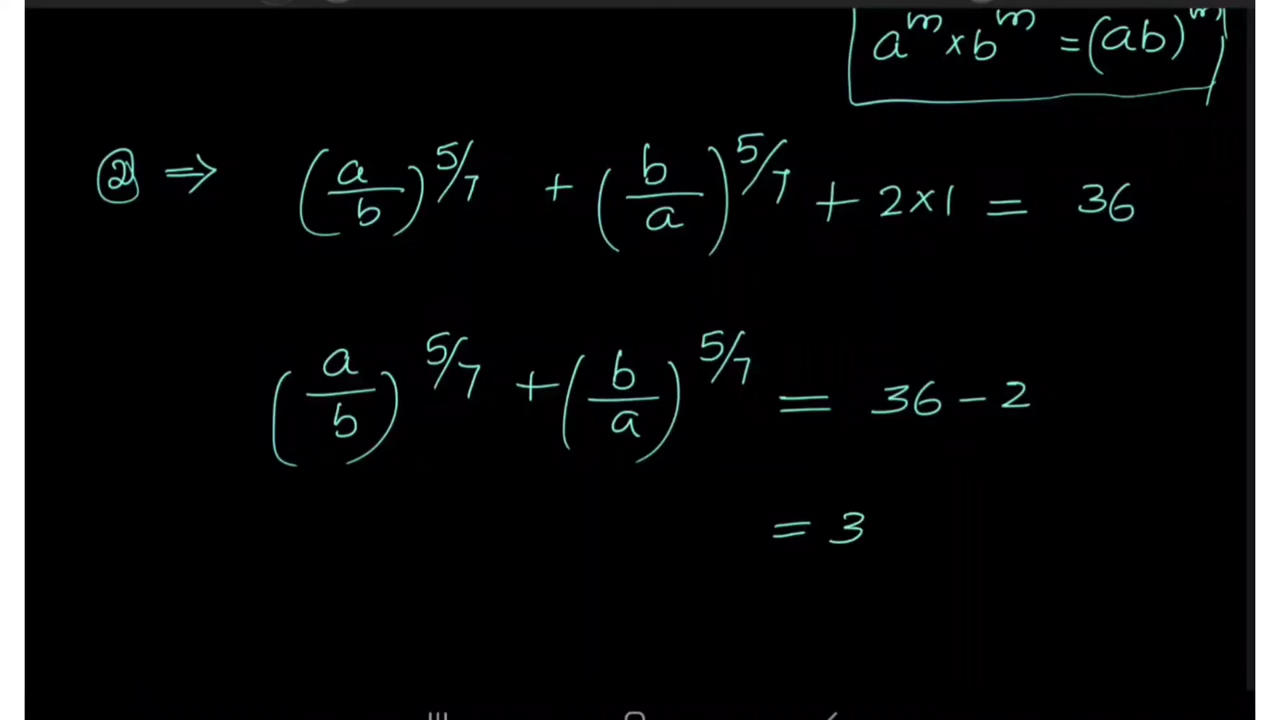 a^m × b^m = (ab)^m
② ⇒ (a/b)^5/7 + (b/a)^5/7 + 2×1 = 36
(a/b)^5/7 + (b/a)^5/7 = 36 - 2
= 3